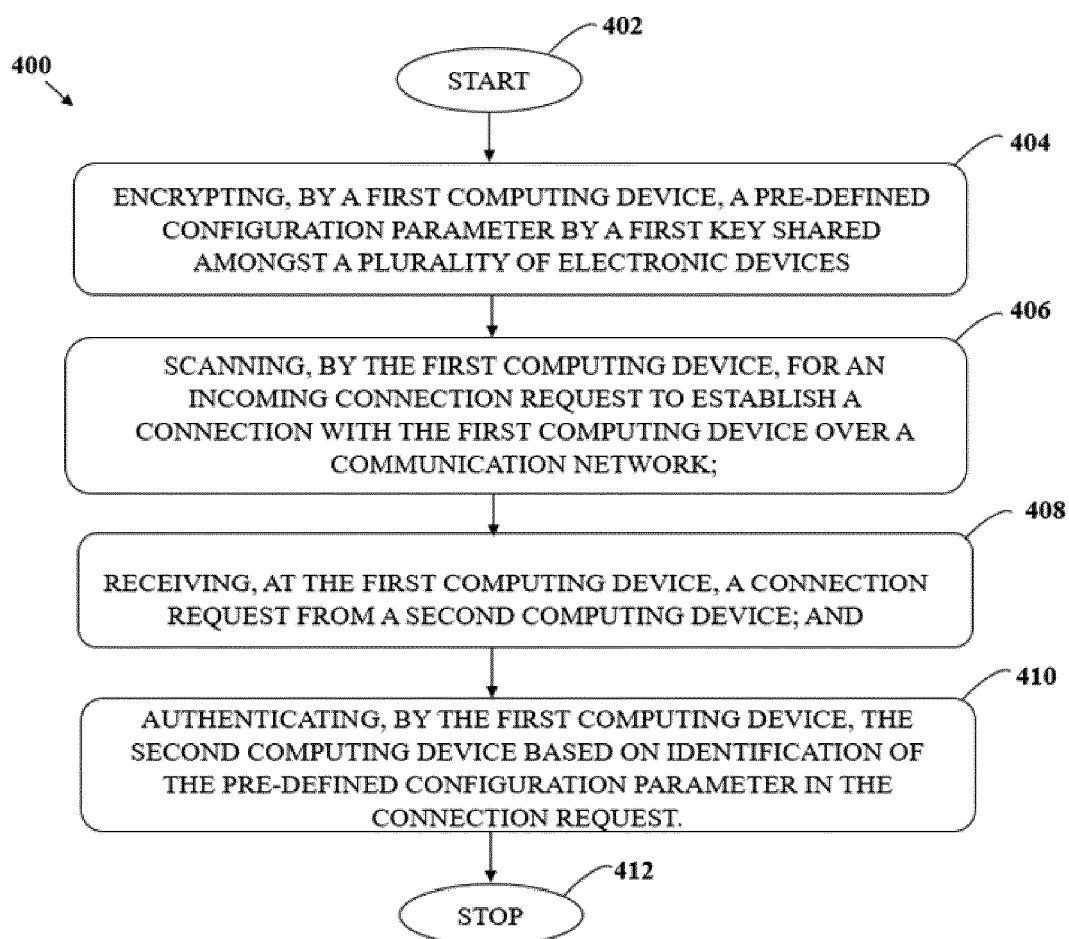 402
400
START
404
ENCRYPTING, BY A FIRST COMPUTING DEVICE, A PRE-DEFINED
CONFIGURATION PARAMETER BY A FIRST KEY SHARED
AMONGST A PLURALITY OF ELECTRONIC DEVICES
406
SCANNING, BY THE FIRST COMPUTING DEVICE, FOR AN
INCOMING CONNECTION REQUEST TO ESTABLISH A
CONNECTION WITH THE FIRST COMPUTING DEVICE OVER A
COMMUNICATION NETWORK;
408
RECEIVING, AT THE FIRST COMPUTING DEVICE, A CONNECTION
REQUEST FROM A SECOND COMPUTING DEVICE; AND
410
AUTHENTICATING, BY THE FIRST COMPUTING DEVICE, THE
SECOND COMPUTING DEVICE BASED ON IDENTIFICATION OF
THE PRE-DEFINED CONFIGURATION PARAMETER IN THE
CONNECTION REQUEST.
412
STOP